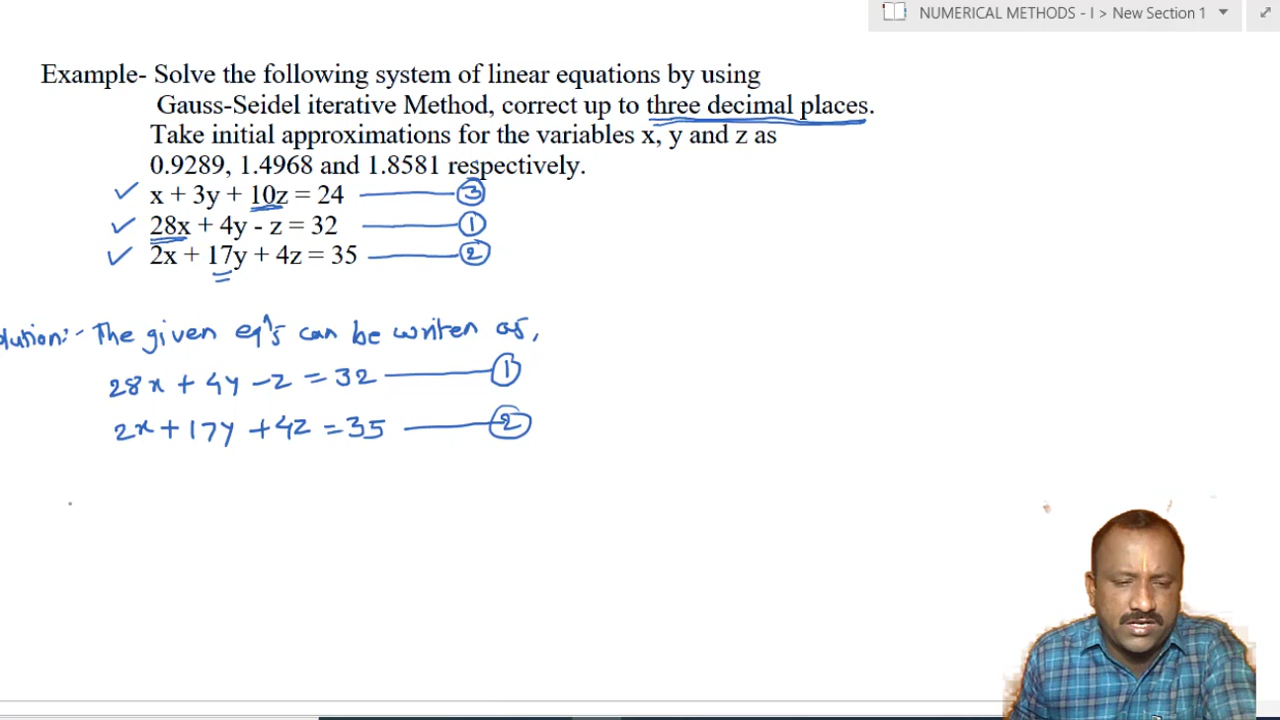 NUMERICAL METHODS - I > New Section 1
Example- Solve the following system of linear equations by using
Gauss-Seidel iterative Method, correct up to three decimal places.
Take initial approximations for the variables x, y and z as
0.9289, 1.4968 and 1.8581 respectively.
x + 3y + 10z = 24 ③
28x + 4y - z = 32 ①
2x + 17y + 4z = 35 ②
lution:- The given eqns can be writen as,
28x + 4y - z = 32 ①
2x + 17y + 4z = 35 ②